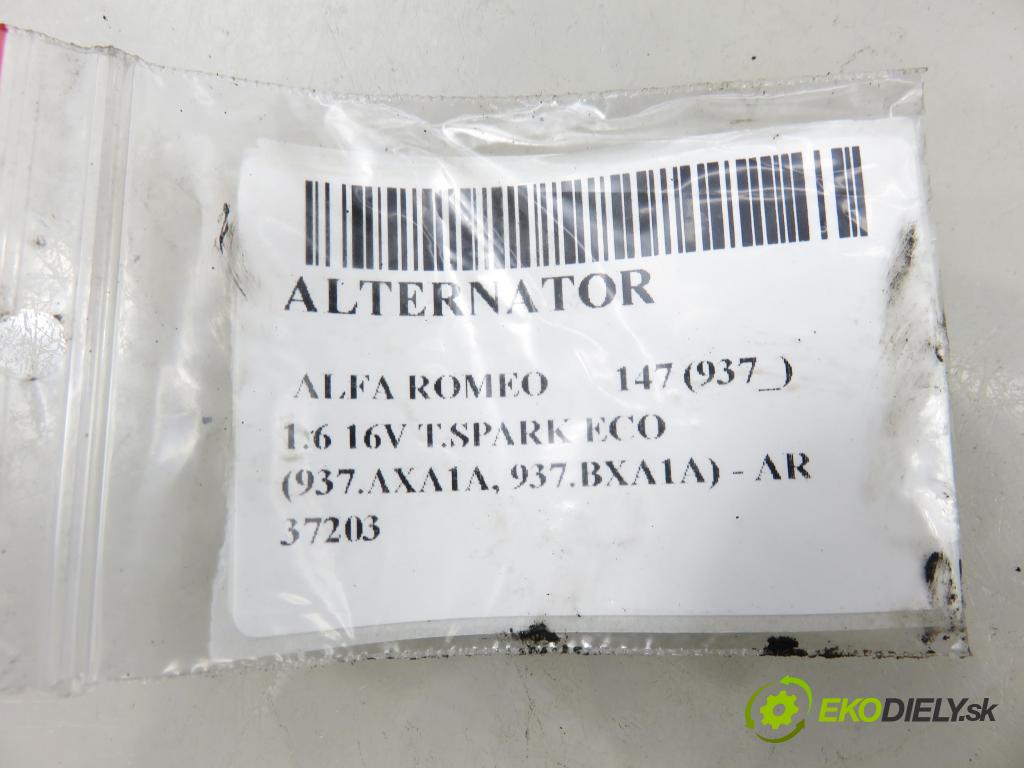 ALTERNATOR
ALFA ROMEO 147 (937_)
1.6 16V T.SPARK ECO
(937.AXA1A, 937.BXA1A) - AR
37203
EKODIELY.sk